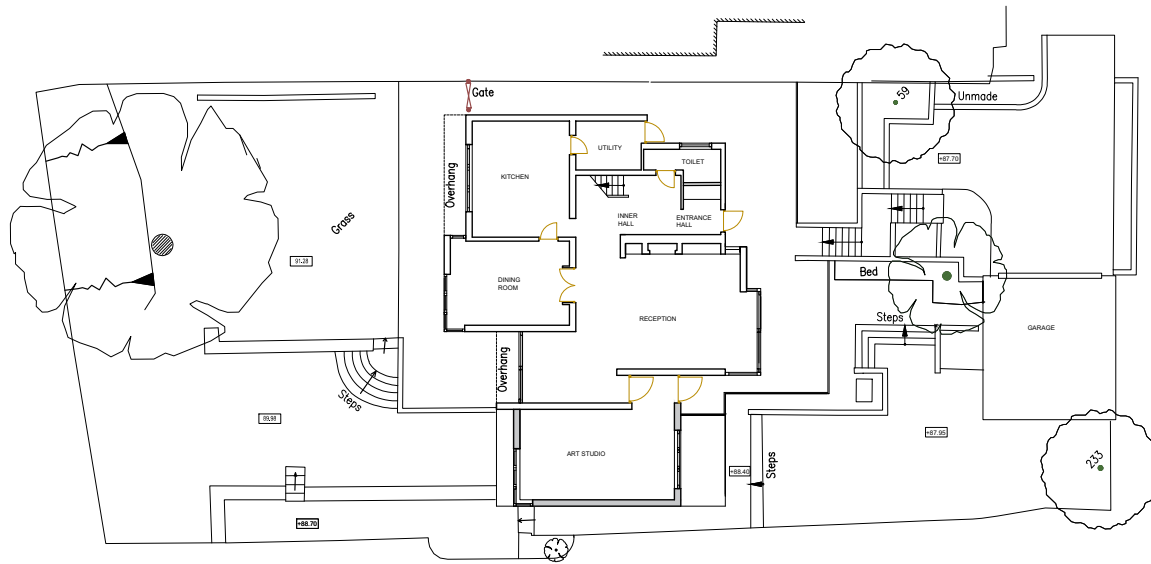 59
Gate
Unmade
UTILITY
+87.70
TOILET
KITCHEN
Overhang
Grass
INNER
HALL
ENTRANCE
HALL
91.28
Bed
DINING
ROOM
RECEPTION
Steps
GARAGE
Overhang
Steps
89.98
+87.95
ART STUDIO
233
+88.40
Steps
+88.70